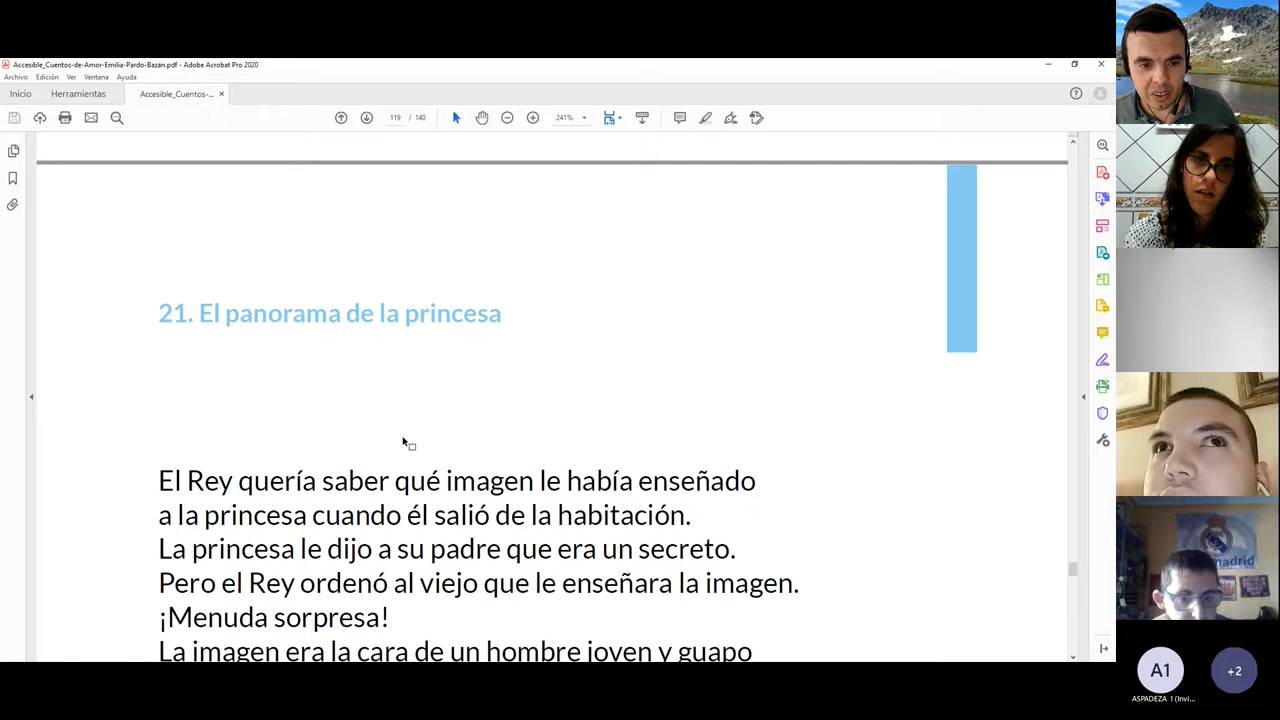 Accesible_Cuentos-de-Amor-Emilia-Pardo-Bazán.pdf - Adobe Acrobat Pro 2020
Archivo Edición Ver Ventana Ayuda
Inicio Herramientas Accesible_Cuentos-...
119 / 140 241%
21. El panorama de la princesa
El Rey quería saber qué imagen le había enseñado
a la princesa cuando él salió de la habitación.
La princesa le dijo a su padre que era un secreto.
Pero el Rey ordenó al viejo que le enseñara la imagen.
¡Menuda sorpresa!
La imagen era la cara de un hombre joven y guapo
madrid
A1
+2
ASPADEZA 1 (Invi...